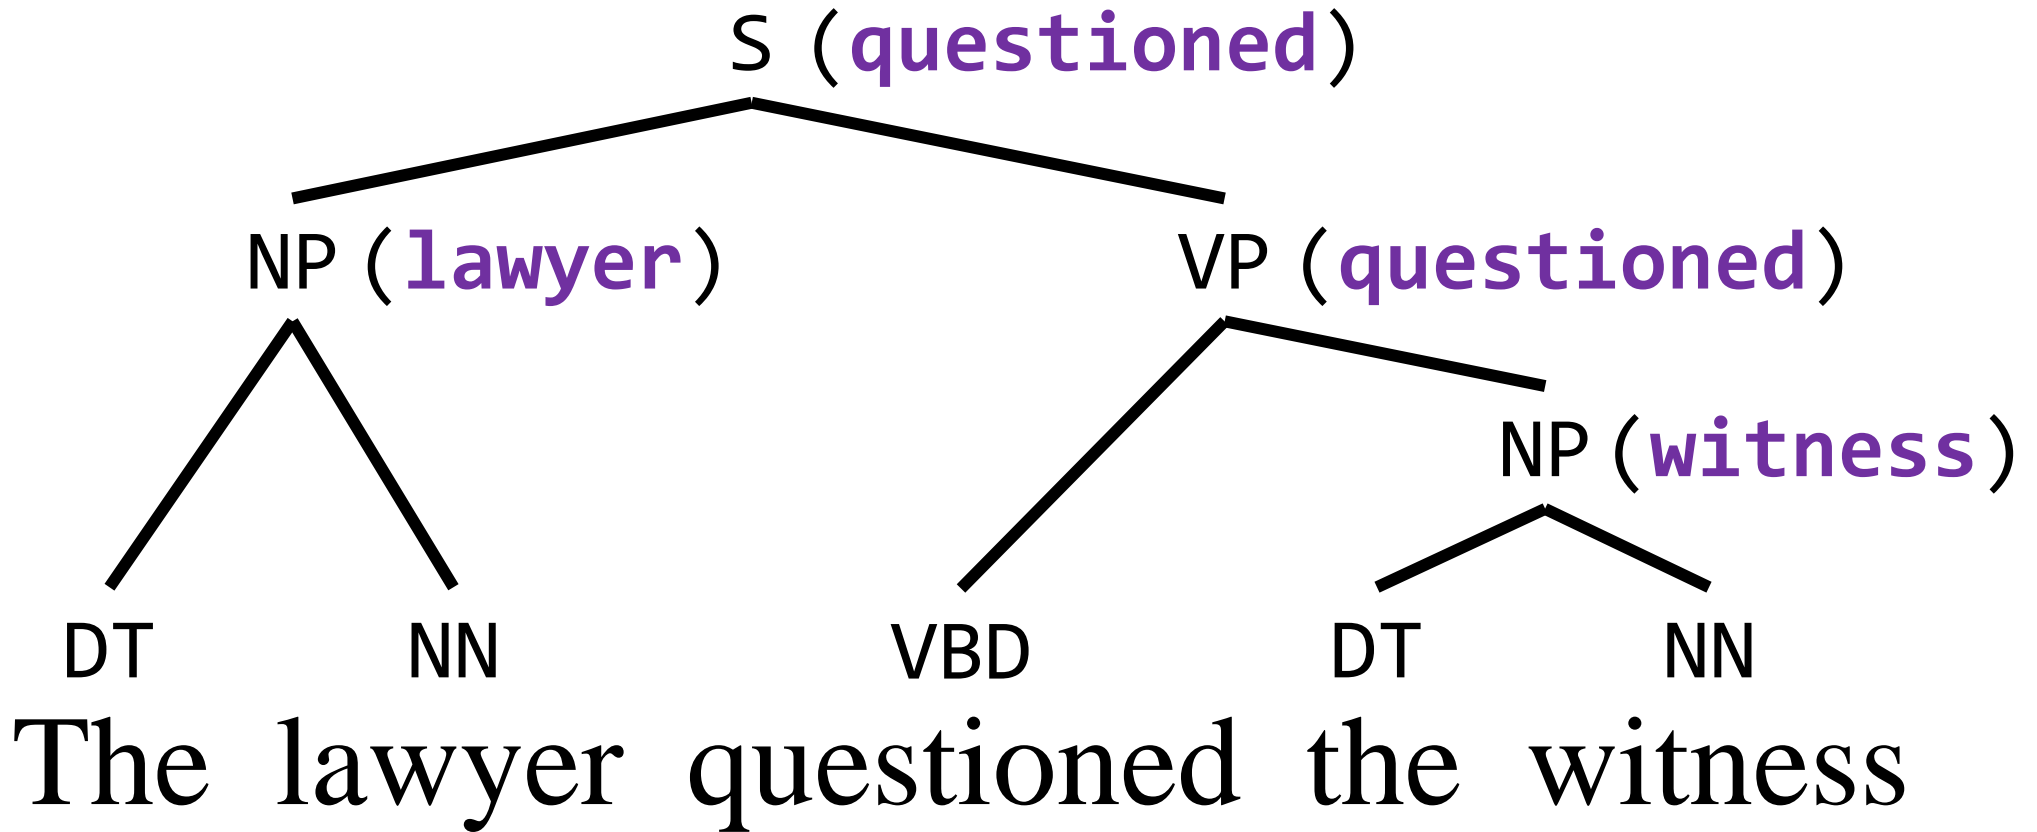 S (questioned)
NP (lawyer) VP (questioned)
NP (witness)
DT NN VBD DT NN
The lawyer questioned the witness